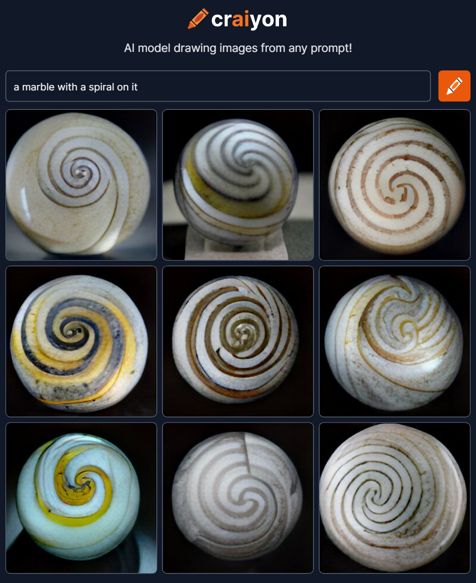 craiyon
AI model drawing images from any prompt!
a marble with a spiral on it